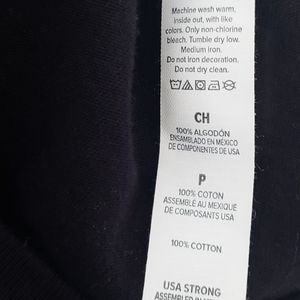 Machine wash warm,
inside out, with like
colors. Only non-chlorine
bleach. Tumble dry low.
Medium iron.
Do not iron decoration.
Do not dry clean.
CH
100% ALGODÓN
ENSAMBLADO EN MÉXICO
DE COMPONENTES DE USA
P
100% COTON
ASSEMBLÉ AU MEXIQUE
DE COMPOSANTS USA
100% COTTON
USA STRONG
ASSEMBLED IN